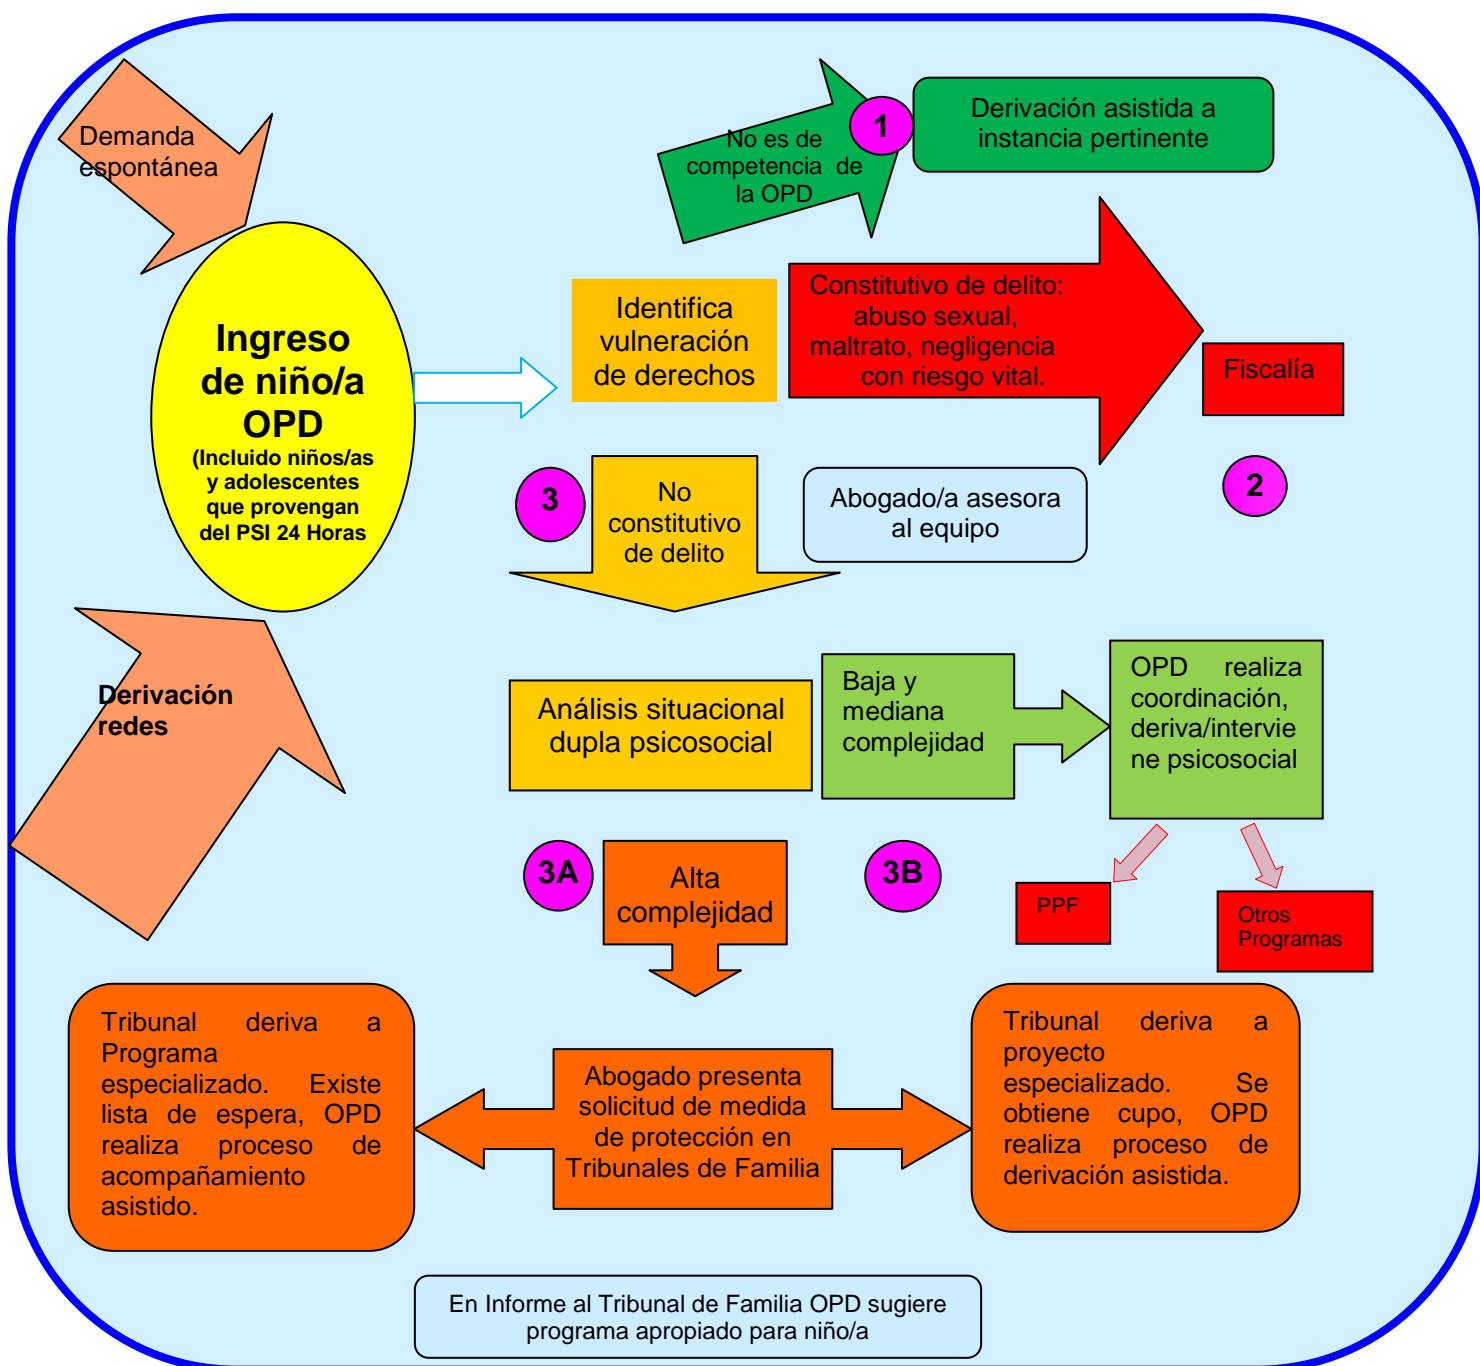 Demanda
espontánea
No es de
competencia de
la OPD
1
Derivación asistida a
instancia pertinente
Ingreso
de niño/a
OPD
(Incluido niños/as
y adolescentes
que provengan
del PSI 24 Horas
Identifica
vulneración
de derechos
Constitutivo de delito:
abuso sexual,
maltrato, negligencia
con riesgo vital.
Fiscalía
2
3
No
constitutivo
de delito
Abogado/a asesora
al equipo
Derivación
redes
Análisis situacional
dupla psicosocial
Baja y
mediana
complejidad
OPD realiza
coordinación,
deriva/intervie
ne psicosocial
3A
Alta
complejidad
3B
PPF
Otros
Programas
Tribunal deriva a
Programa
especializado. Existe
lista de espera, OPD
realiza proceso de
acompañamiento
asistido.
Abogado presenta
solicitud de medida
de protección en
Tribunales de Familia
Tribunal deriva a
proyecto
especializado. Se
obtiene cupo, OPD
realiza proceso de
derivación asistida.
En Informe al Tribunal de Familia OPD sugiere
programa apropiado para niño/a